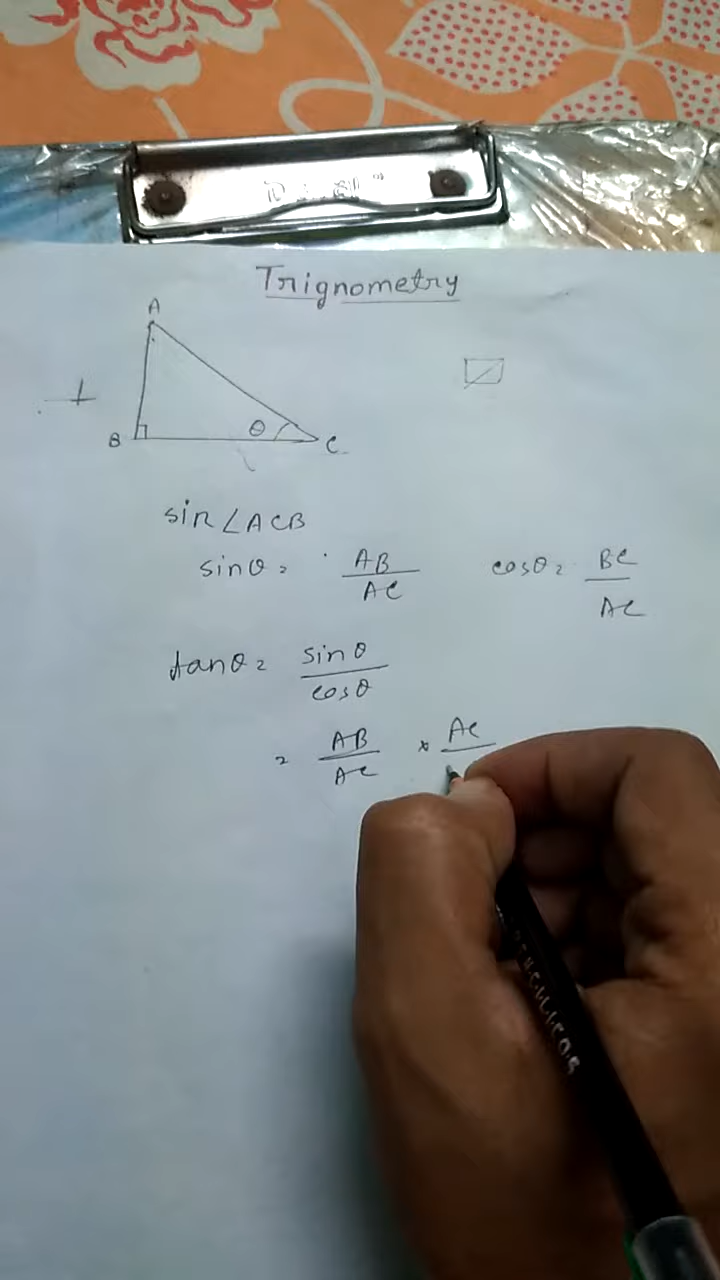 Trignometry
A
B
θ
C
sin∠ACB
sinθ = AB/AC cosθ = BC/AC
tanθ = sinθ/cosθ
= AB/AC × AC